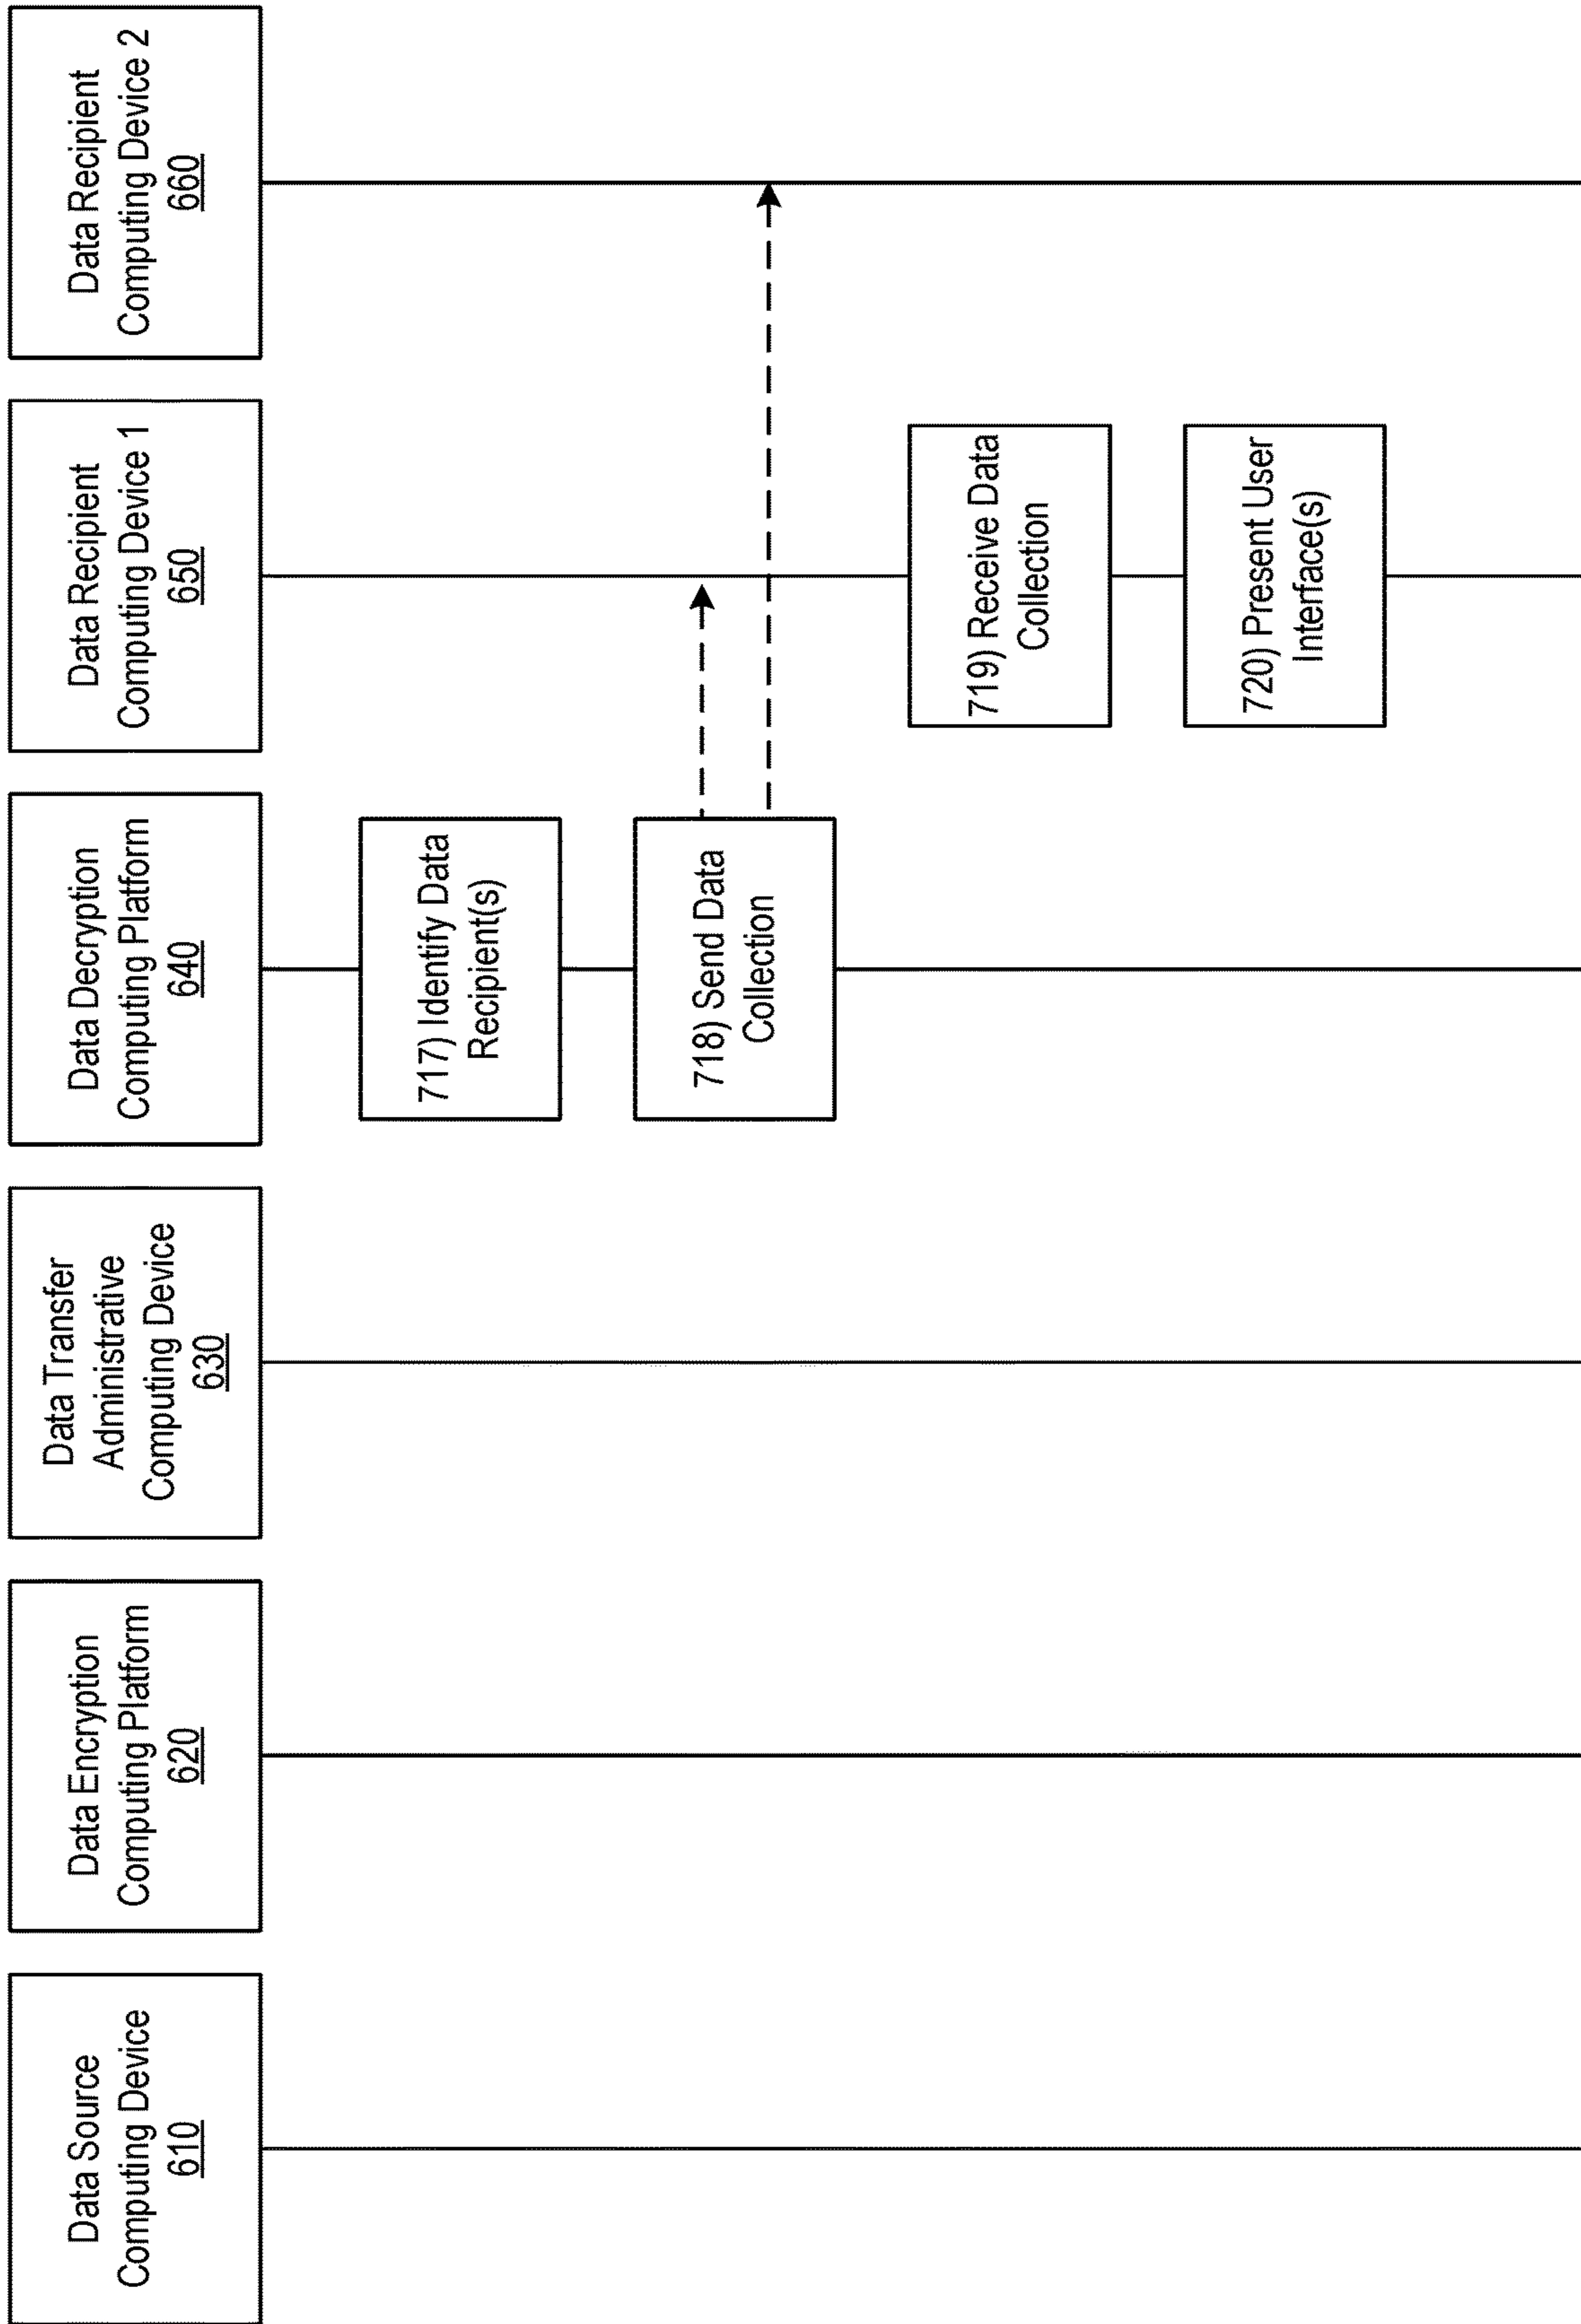 Data Source
Computing Device
610
Data Encryption
Computing Platform
620
Data Transfer
Administrative
Computing Device
630
Data Decryption
Computing Platform
640
Data Recipient
Computing Device 1
650
Data Recipient
Computing Device 2
660
717) Identify Data
Recipient(s)
718) Send Data
Collection
719) Receive Data
Collection
720) Present User
Interface(s)